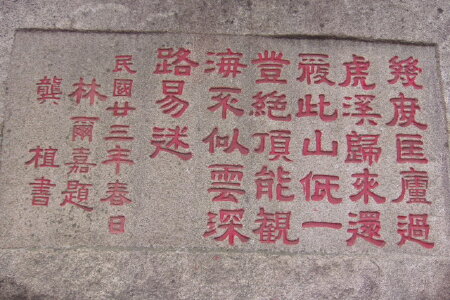 幾度匡廬過
虎溪歸來還
覺此山低一
登絕頂能觀
海不似雲深
路易迷
民國廿三年春日
林爾嘉題
龔植書